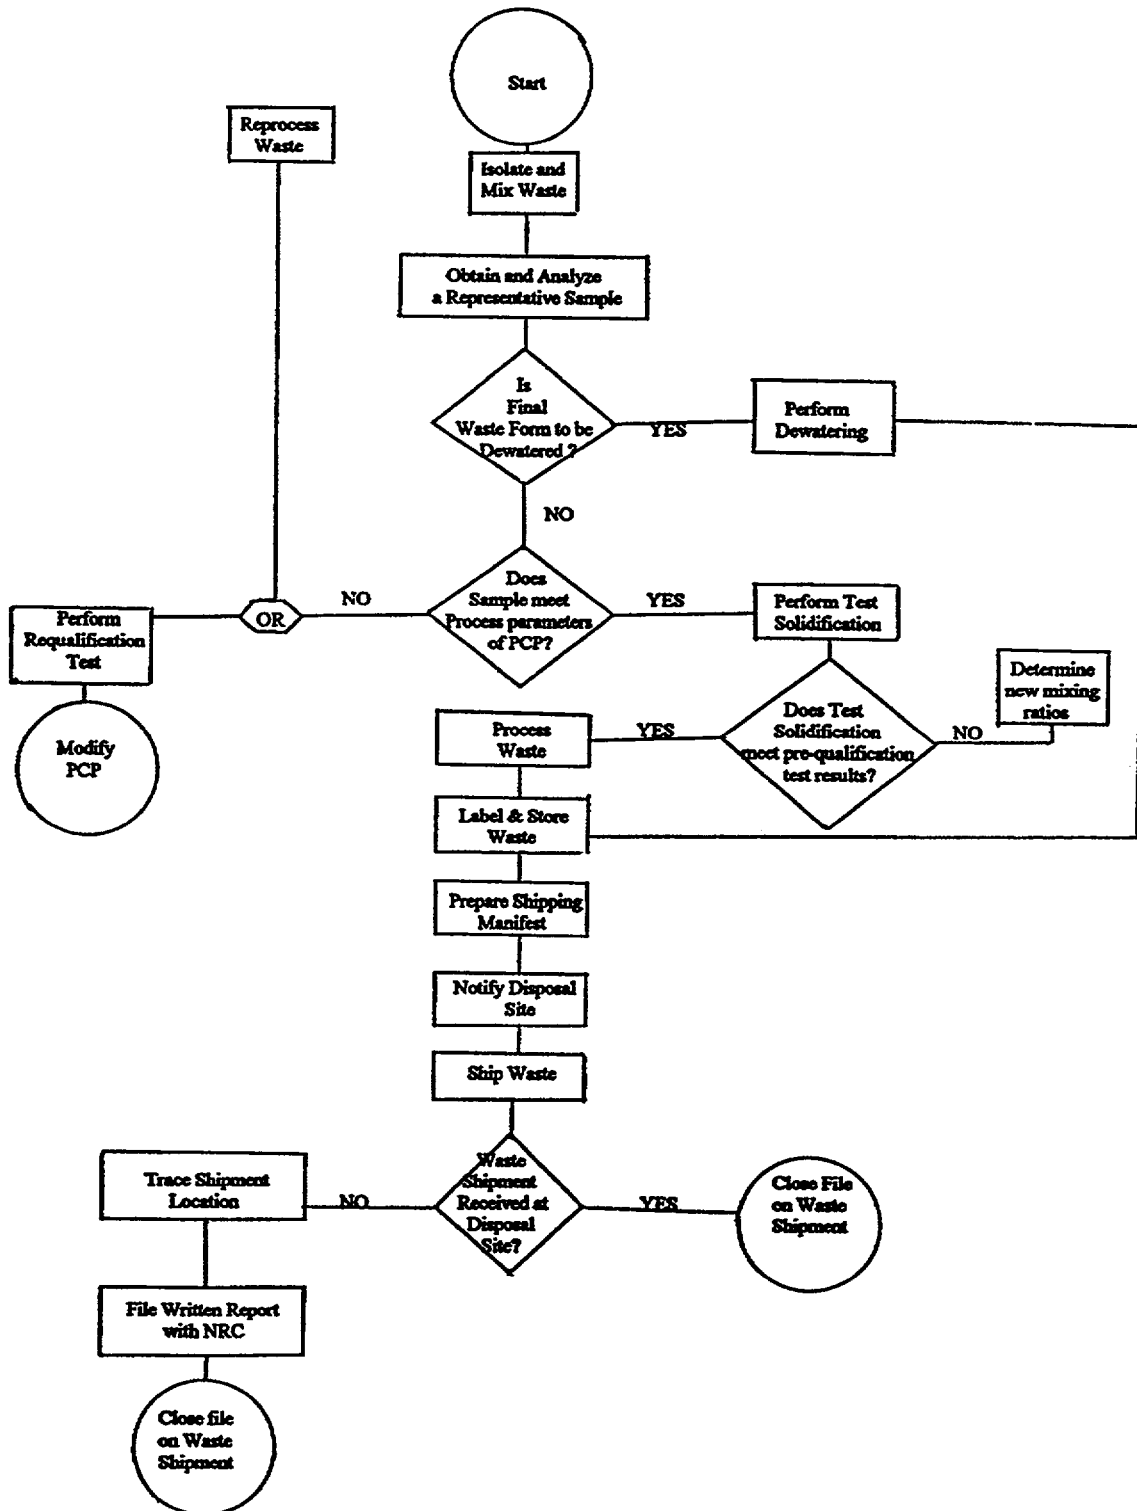 Start
Reprocess
Waste
Isolate and
Mix Waste
Obtain and Analyze
a Representative Sample
Is
Final
Waste Form to be
Dewatered ?
YES
Perform
Dewatering
NO
Does
Sample meet
Process parameters
of PCP?
NO
OR
YES
Perform Test
Solidification
Perform
Requalification
Test
Modify
PCP
Determine
new mixing
ratios
Does Test
Solidification
meet pre-qualification
test results?
NO
YES
Process
Waste
Label & Store
Waste
Prepare Shipping
Manifest
Notify Disposal
Site
Ship Waste
Waste
Shipment
Received at
Disposal
Site?
NO
YES
Trace Shipment
Location
Close File
on Waste
Shipment
File Written Report
with NRC
Close file
on Waste
Shipment